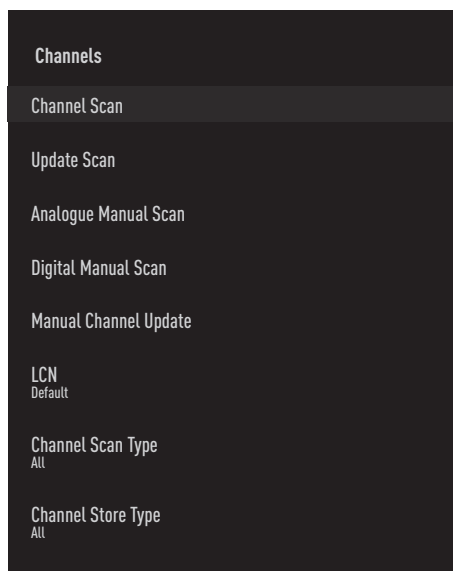 Channels
Channel Scan
Update Scan
Analogue Manual Scan
Digital Manual Scan
Manual Channel Update
LCN
Default
Channel Scan Type
All
Channel Store Type
All